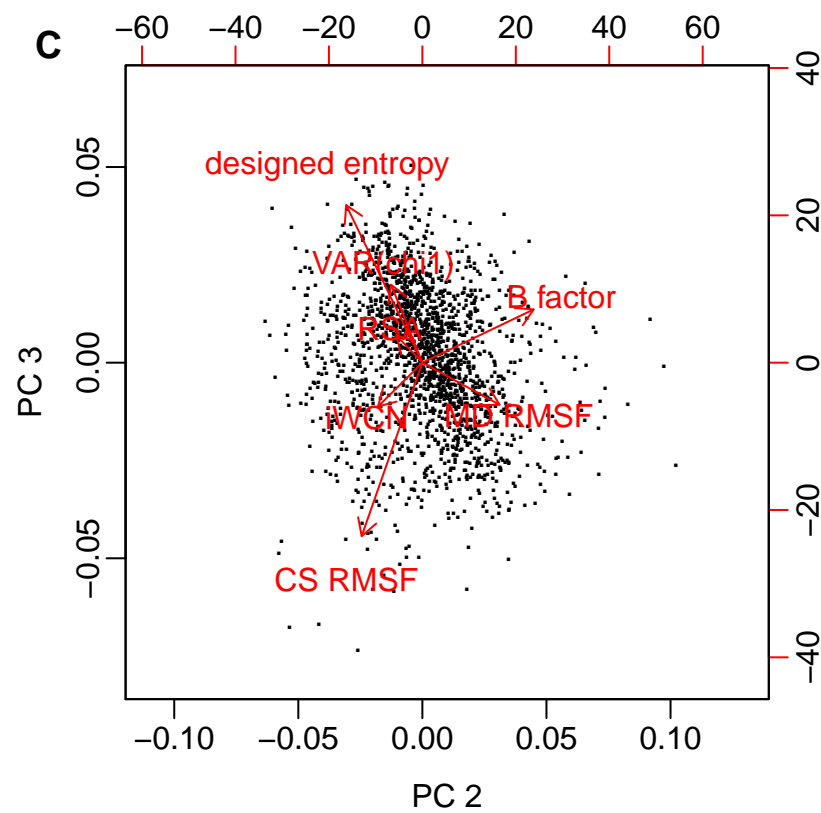 C
−60 −40 −20 0 20 40 60
designed entropy
VAR(chi1)
B factor
RSA
iWCN
MD RMSF
CS RMSF
0.05
0.00
−0.05
PC 3
40
20
0
−20
−40
−0.10 −0.05 0.00 0.05 0.10
PC 2